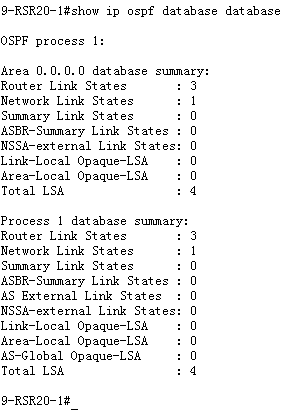 9-RSR20-1#show ip ospf database database
OSPF process 1:
Area 0.0.0.0 database summary:
Router Link States : 3
Network Link States : 1
Summary Link States : 0
ASBR-Summary Link States : 0
NSSA-external Link States: 0
Link-Local Opaque-LSA : 0
Area-Local Opaque-LSA : 0
Total LSA : 4
Process 1 database summary:
Router Link States : 3
Network Link States : 1
Summary Link States : 0
ASBR-Summary Link States : 0
AS External Link States : 0
NSSA-external Link States: 0
Link-Local Opaque-LSA : 0
Area-Local Opaque-LSA : 0
AS-Global Opaque-LSA : 0
Total LSA : 4
9-RSR20-1#_